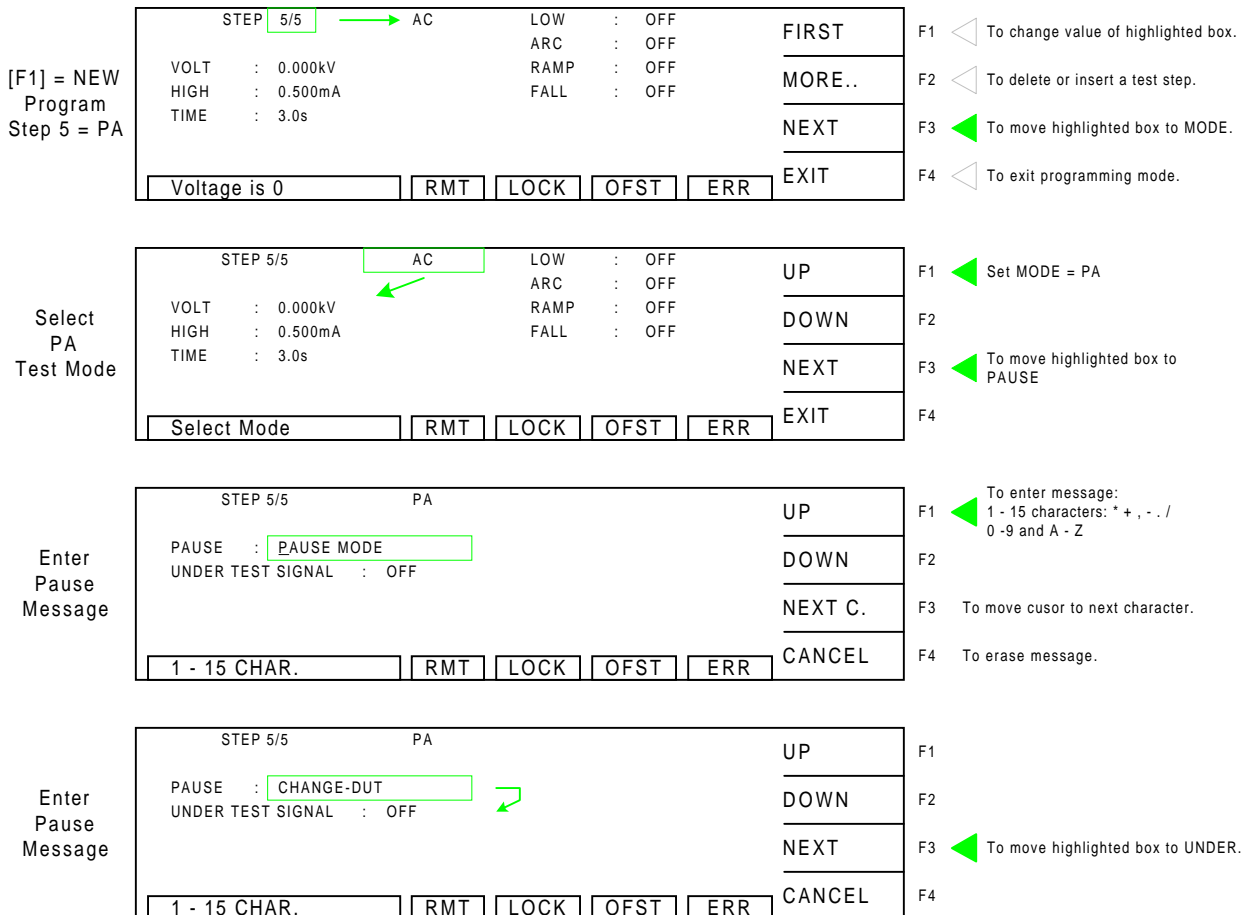 [F1] = NEW
Program
Step 5 = PA
STEP 5/5 AC LOW : OFF
ARC : OFF
VOLT : 0.000kV RAMP : OFF
HIGH : 0.500mA FALL : OFF
TIME : 3.0s
Voltage is 0 RMT LOCK OFST ERR
FIRST F1 To change value of highlighted box.
MORE.. F2 To delete or insert a test step.
NEXT F3 To move highlighted box to MODE.
EXIT F4 To exit programming mode.
Select
PA
Test Mode
STEP 5/5 AC LOW : OFF
ARC : OFF
VOLT : 0.000kV RAMP : OFF
HIGH : 0.500mA FALL : OFF
TIME : 3.0s
Select Mode RMT LOCK OFST ERR
UP F1 Set MODE = PA
DOWN F2
NEXT F3 To move highlighted box to
PAUSE
EXIT F4
Enter
Pause
Message
STEP 5/5 PA
PAUSE : PAUSE MODE
UNDER TEST SIGNAL : OFF
1 - 15 CHAR. RMT LOCK OFST ERR
UP F1 To enter message:
1 - 15 characters: * + , - . /
0 -9 and A - Z
DOWN F2
NEXT C. F3 To move cusor to next character.
CANCEL F4 To erase message.
Enter
Pause
Message
STEP 5/5 PA
PAUSE : CHANGE-DUT
UNDER TEST SIGNAL : OFF
1 - 15 CHAR. RMT LOCK OFST ERR
UP F1
DOWN F2
NEXT F3 To move highlighted box to UNDER.
CANCEL F4